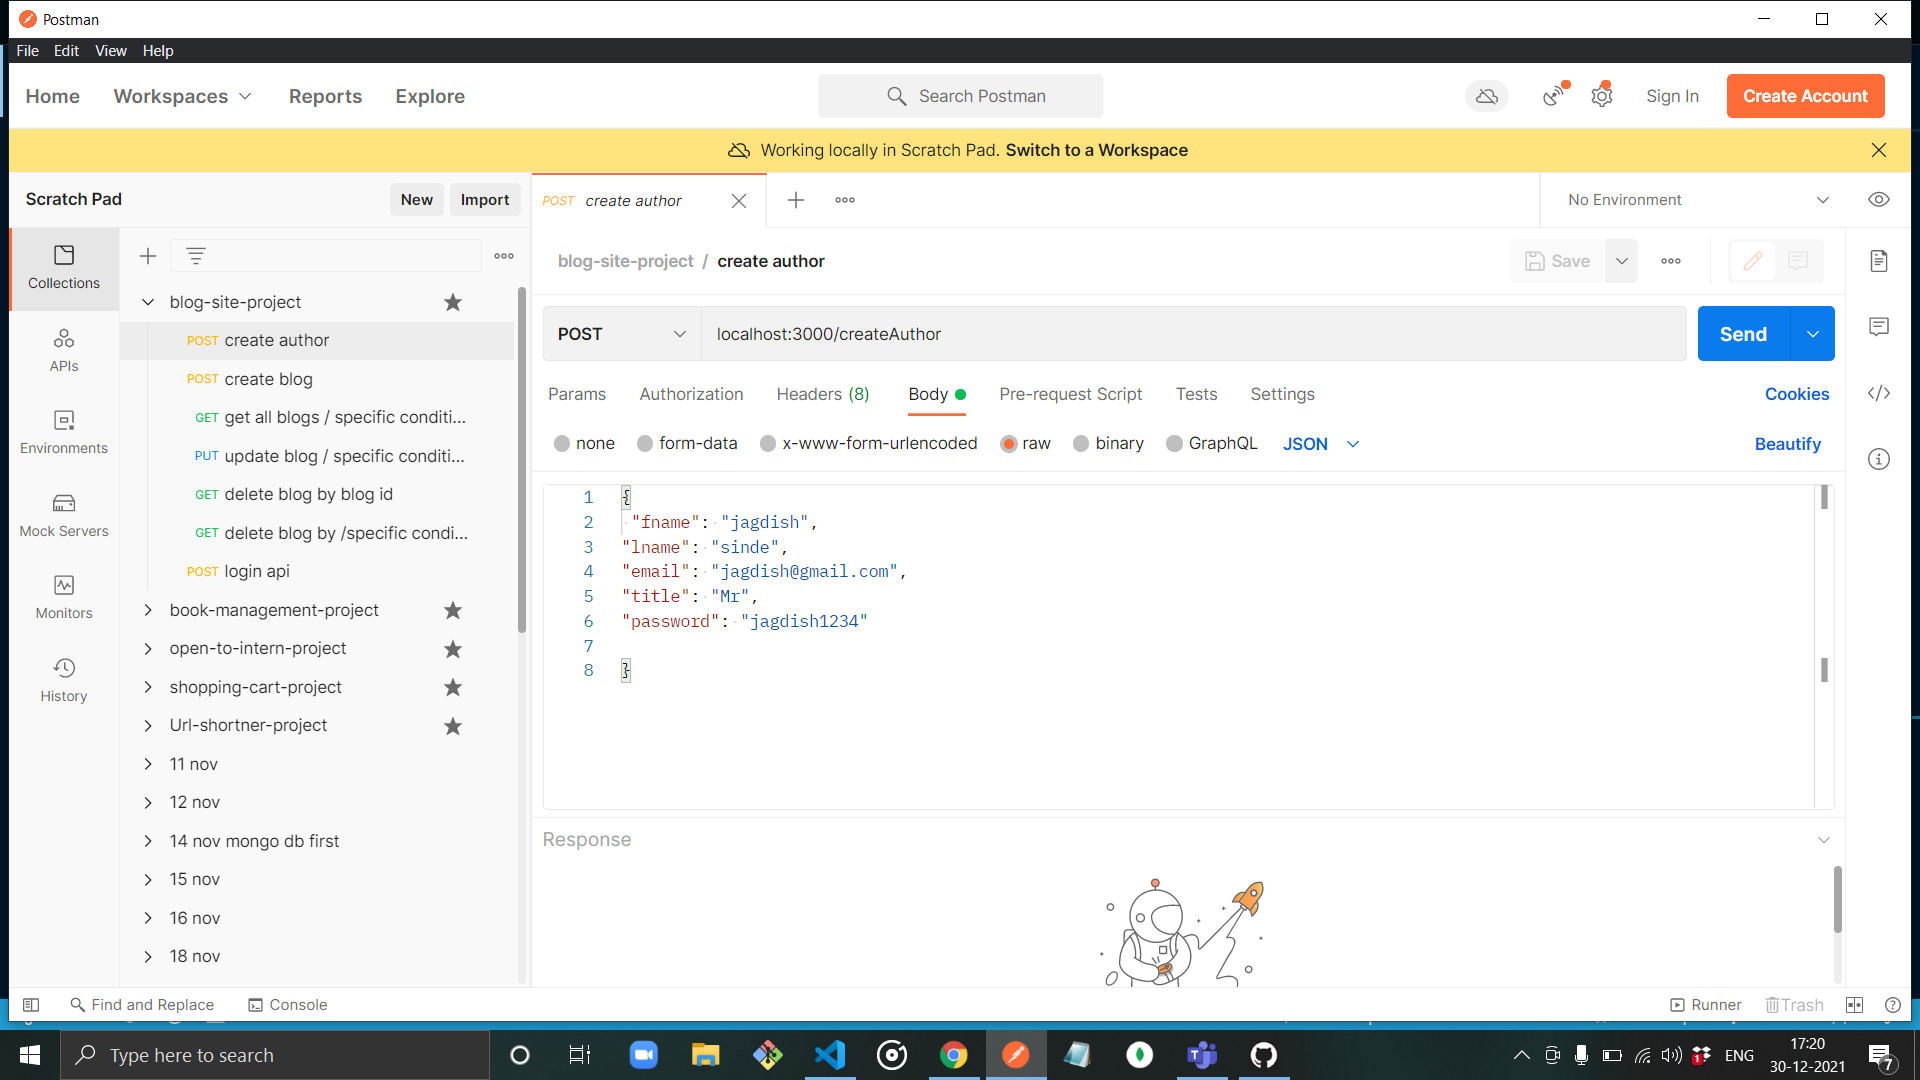 Postman
File Edit View Help
Home Workspaces Reports Explore
Search Postman
Sign In
Create Account
Working locally in Scratch Pad. Switch to a Workspace
Scratch Pad
New
Import
POST create author
No Environment
Collections
APIs
Environments
Mock Servers
Monitors
History
blog-site-project
POST create author
POST create blog
GET get all blogs / specific conditi...
PUT update blog / specific conditi...
GET delete blog by blog id
GET delete blog by /specific condi...
POST login api
book-management-project
open-to-intern-project
shopping-cart-project
Url-shortner-project
11 nov
12 nov
14 nov mongo db first
15 nov
16 nov
18 nov
blog-site-project / create author
Save
POST
localhost:3000/createAuthor
Send
Params Authorization Headers (8) Body Pre-request Script Tests Settings
Cookies
none form-data x-www-form-urlencoded raw binary GraphQL JSON
Beautify
1 {
2 "fname": "jagdish",
3 "lname": "sinde",
4 "email": "jagdish@gmail.com",
5 "title": "Mr",
6 "password": "jagdish1234"
7
8 }
Response
Find and Replace
Console
Runner
Trash
Type here to search
1
ENG
17:20
30-12-2021
7